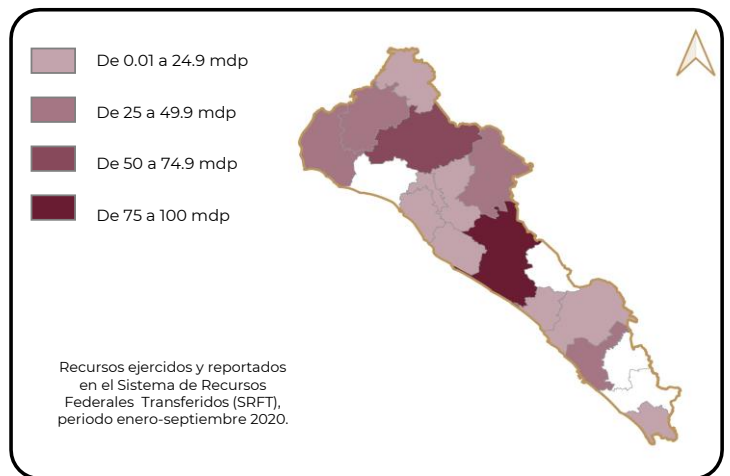 De 0.01 a 24.9 mdp
De 25 a 49.9 mdp
De 50 a 74.9 mdp
De 75 a 100 mdp
Recursos ejercidos y reportados
en el Sistema de Recursos
Federales Transferidos (SRFT),
periodo enero-septiembre 2020.